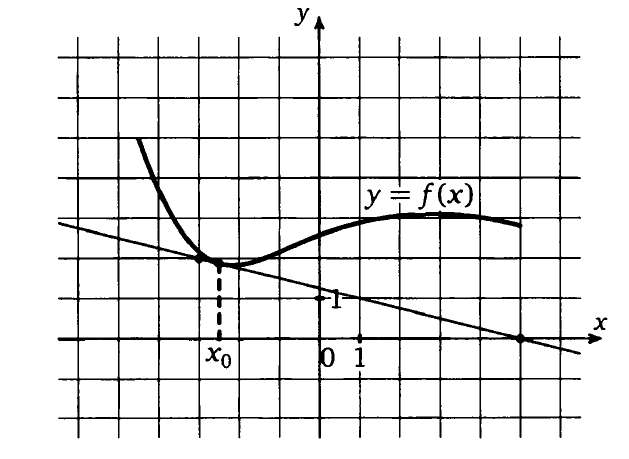 y
y = f(x)
1
x
x₀
0 1